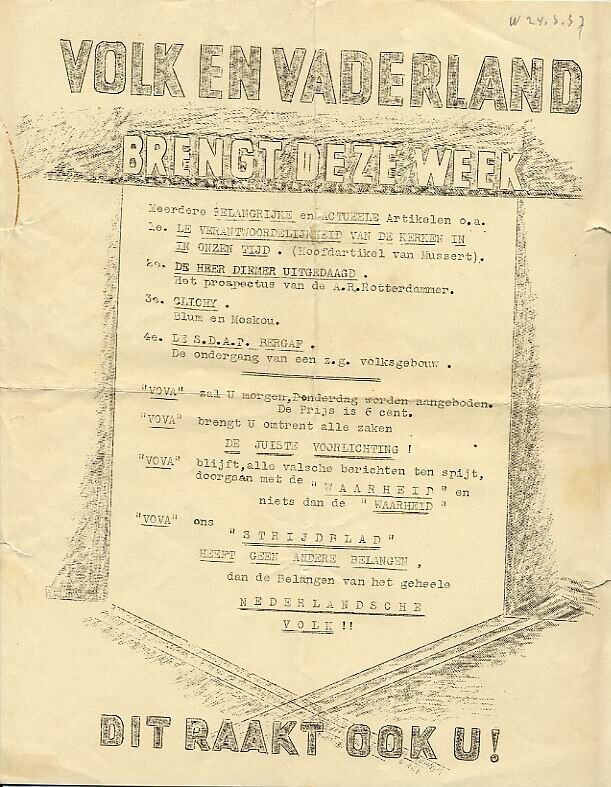 W 24.3.37
VOLK EN VADERLAND
BRENGT DEZE WEEK
Meerdere BELANGRIJKE en ACTUEELE Artikelen o.a.
1e. LE VERANTWOORDELIJKHEID VAN DE KERKEN IN
IN ONZEN TIJD . (Hoofdartikel van Mussert).
2e. DE HEER DIEMER UITGEDAAGD .
Het prospectus van de A.R.Rotterdammer.
3e. CLICHY .
Blum en Moskou.
4e. DE S.D.A.P. BERGAF .
De ondergang van een z.g. volksgebouw .
"VOVA" zal U morgen, Donderdag worden aangeboden.
De Prijs is 6 cent.
"VOVA" brengt U omtrent alle zaken
DE JUISTE VOORLICHTING !
"VOVA" blijft, alle valsche berichten ten spijt,
doorgaan met de " WAARHEID " en
niets dan de " WAARHEID "
"VOVA" ons
" STRIJDBLAD "
HEEFT GEEN ANDERE BELANGEN ,
dan de Belangen van het geheele
NEDERLANDSCHE
VOLK !!
DIT RAAKT OOK U!